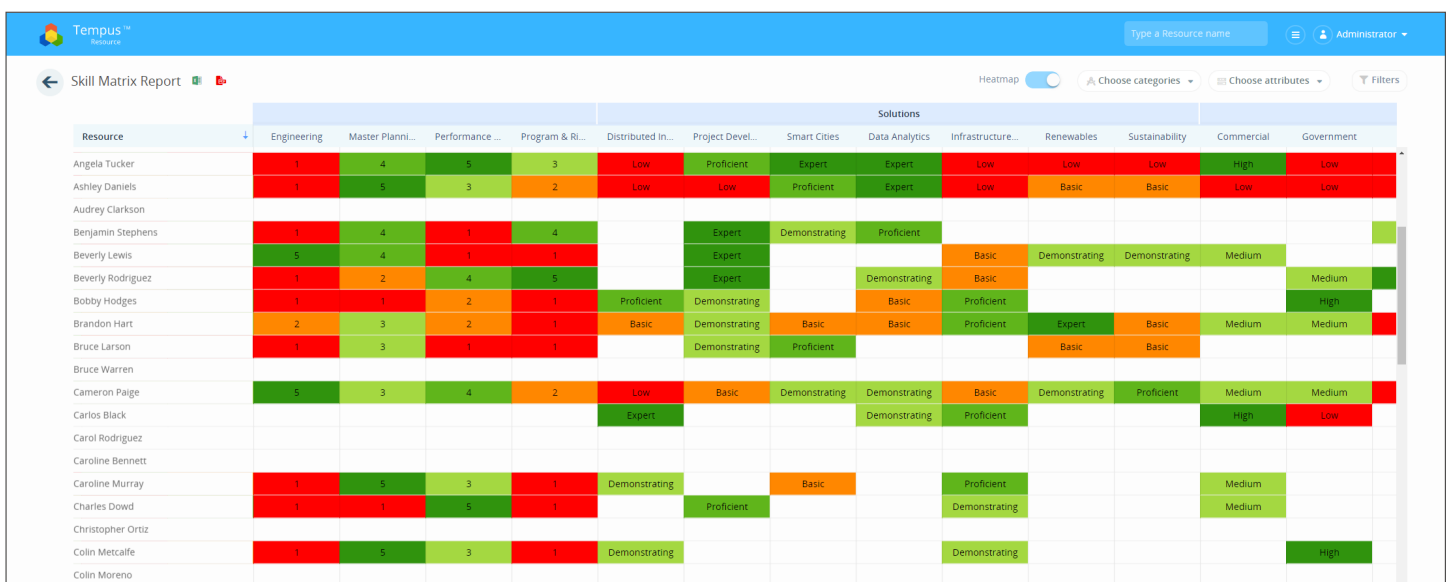 Tempus™
Resource
Type a Resource name
Administrator
Skill Matrix Report
Heatmap
Choose categories
Choose attributes
Filters
Solutions
Resource Engineering Master Planni... Performance ... Program & Ri... Distributed In... Project Devel... Smart Cities Data Analytics Infrastructure... Renewables Sustainability Commercial Government
Angela Tucker 1 4 5 3 Low Proficient Expert Expert Low Low Low High Low
Ashley Daniels 1 5 3 2 Low Low Proficient Expert Low Basic Basic Low Low
Audrey Clarkson
Benjamin Stephens 1 4 1 4 Expert Demonstrating Proficient
Beverly Lewis 5 4 1 1 Expert Basic Demonstrating Demonstrating Medium
Beverly Rodriguez 1 2 4 5 Expert Demonstrating Basic Medium
Bobby Hodges 1 1 2 1 Proficient Demonstrating Basic Proficient High
Brandon Hart 2 3 2 1 Basic Demonstrating Basic Basic Proficient Expert Basic Medium Medium
Bruce Larson 1 3 1 1 Demonstrating Proficient Basic Basic
Bruce Warren
Cameron Paige 5 3 4 2 Low Basic Demonstrating Demonstrating Basic Demonstrating Proficient Medium Medium
Carlos Black Expert Demonstrating Proficient High Low
Carol Rodriguez
Caroline Bennett
Caroline Murray 1 5 3 1 Demonstrating Basic Proficient Medium
Charles Dowd 1 1 5 1 Proficient Demonstrating Medium
Christopher Ortiz
Colin Metcalfe 1 5 3 1 Demonstrating Demonstrating High
Colin Moreno